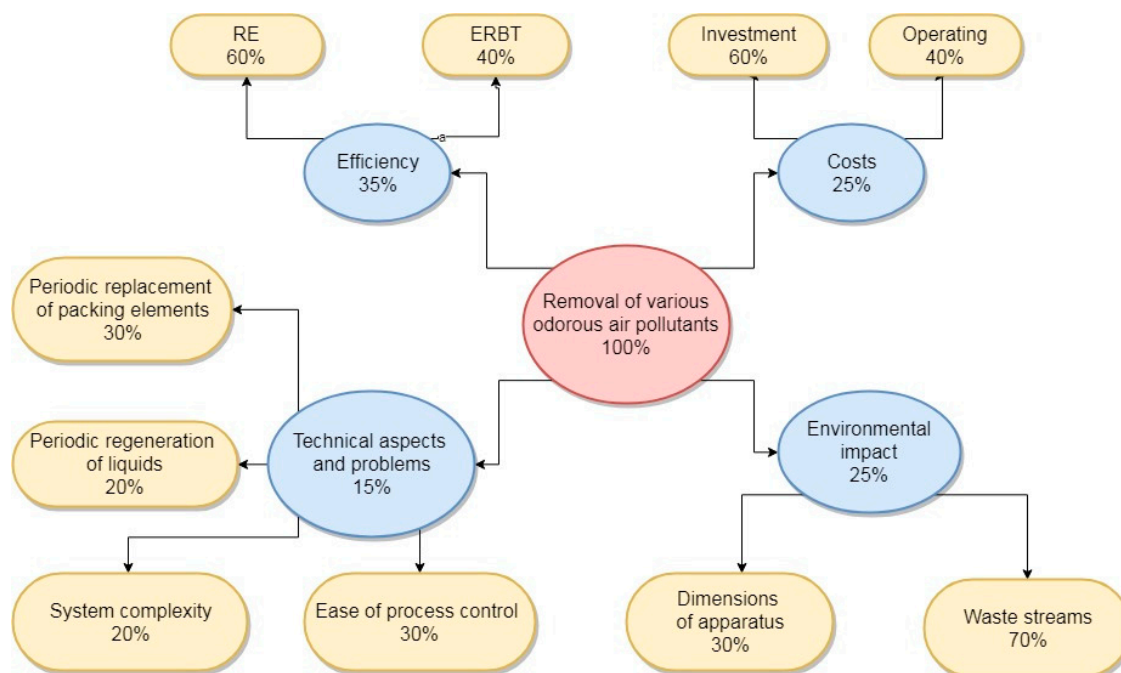 RE
60%
ERBT
40%
Investment
60%
Operating
40%
a
Efficiency
35%
Costs
25%
Periodic replacement
of packing elements
30%
Removal of various
odorous air pollutants
100%
Periodic regeneration
of liquids
20%
Technical aspects
and problems
15%
Environmental
impact
25%
System complexity
20%
Ease of process control
30%
Dimensions
of apparatus
30%
Waste streams
70%